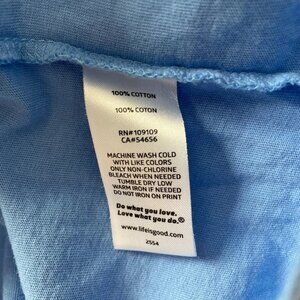 100% COTTON
100% COTON
RN#109109
CA#54656
MACHINE WASH COLD
WITH LIKE COLORS
ONLY NON-CHLORINE
BLEACH WHEN NEEDED
TUMBLE DRY LOW
WARM IRON IF NEEDED
DO NOT IRON ON PRINT
Do what you love.
Love what you do.®
www.lifeisgood.com
2554